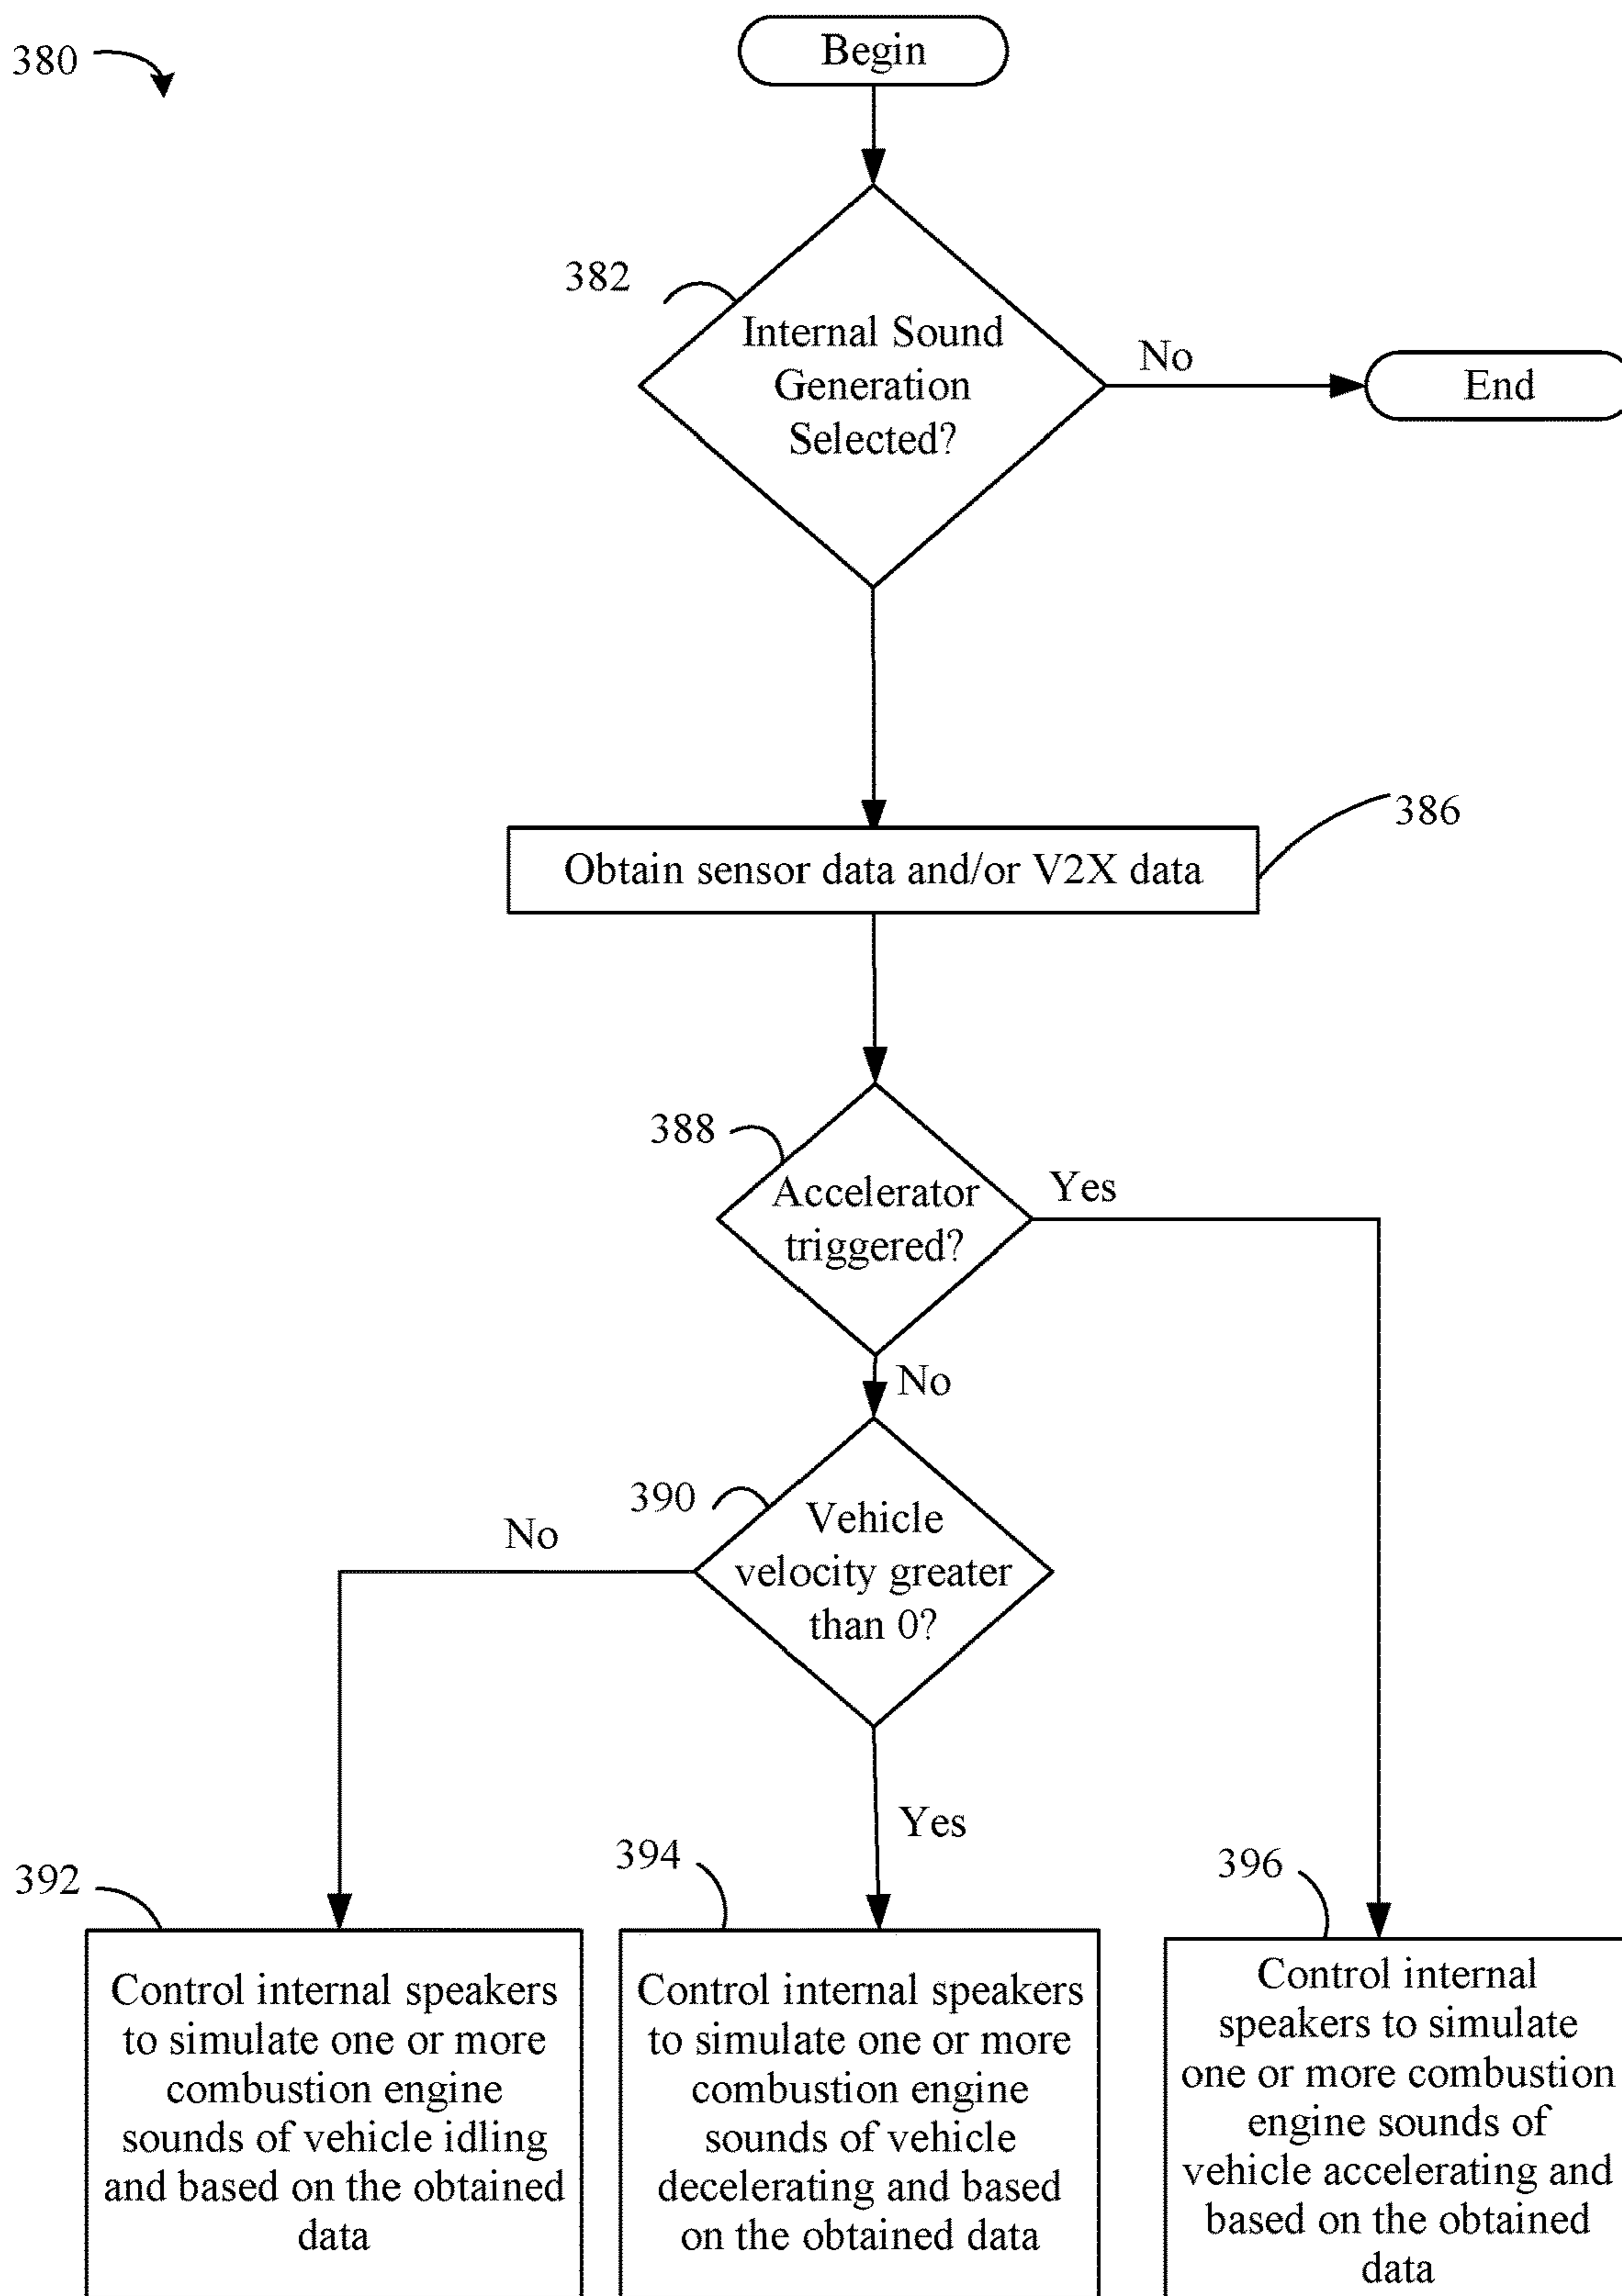 380
Begin
382
Internal Sound
Generation
Selected?
No
End
386
Obtain sensor data and/or V2X data
388
Accelerator
triggered?
Yes
No
390
Vehicle
velocity greater
than 0?
No
Yes
392
394
396
Control internal speakers
to simulate one or more
combustion engine
sounds of vehicle idling
and based on the obtained
data
Control internal speakers
to simulate one or more
combustion engine
sounds of vehicle
decelerating and based
on the obtained data
Control internal
speakers to simulate
one or more combustion
engine sounds of
vehicle accelerating and
based on the obtained
data